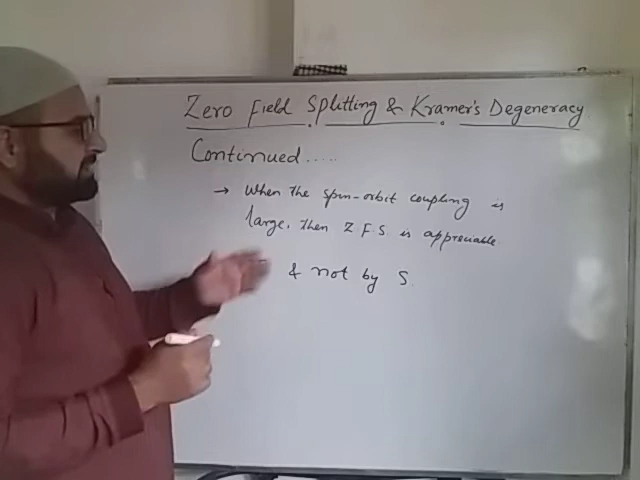 Zero Field Splitting & Kramer's Degeneracy
Continued.....
→ When the spin-orbit coupling is
large, then Z F S. is appreciable
& not by S.